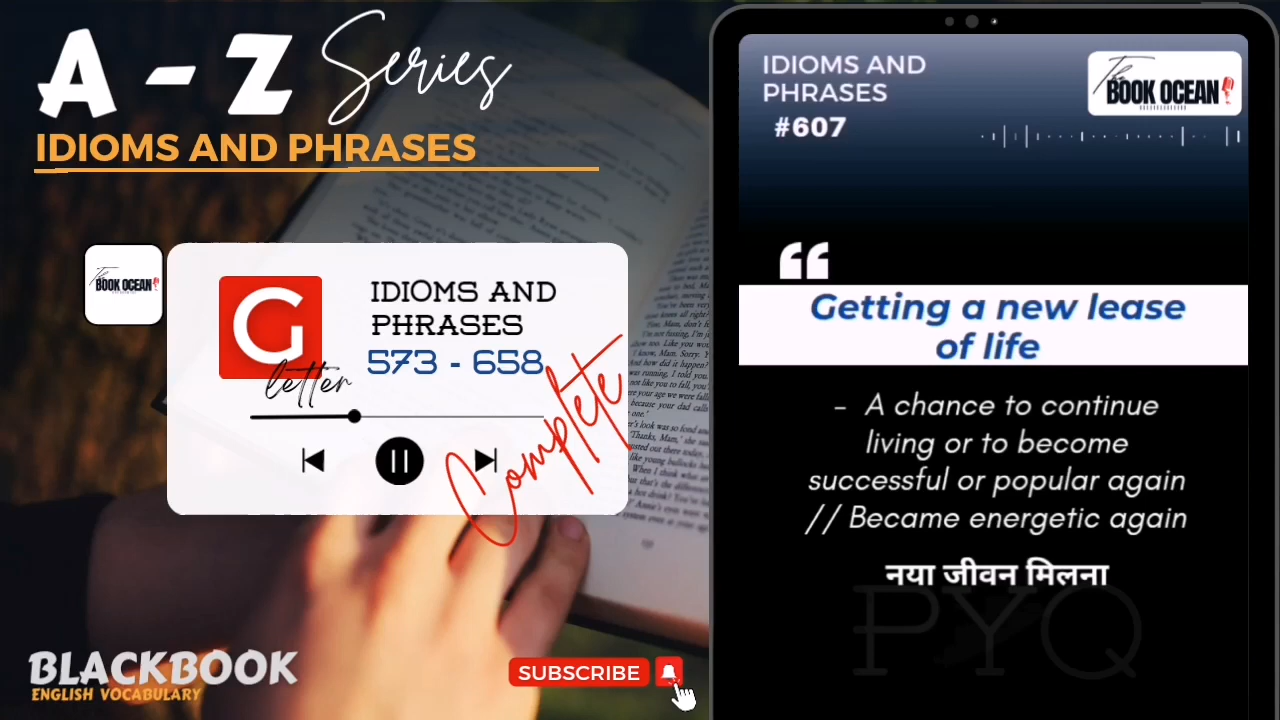 A - Z Series
IDIOMS AND PHRASES
The
BOOK OCEAN
G
letter
IDIOMS AND
PHRASES
573 - 658
Complete
BLACKBOOK
ENGLISH VOCABULARY
SUBSCRIBE
IDIOMS AND
PHRASES
#607
The
BOOK OCEAN
“
Getting a new lease
of life
- A chance to continue
living or to become
successful or popular again
// Became energetic again
नया जीवन मिलना
PYQ